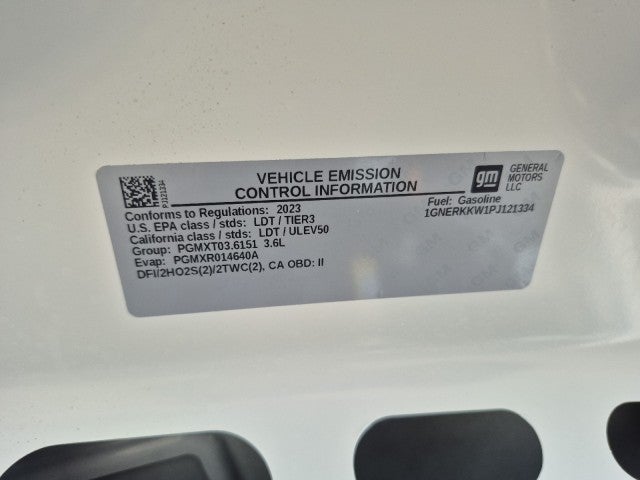 PJ121334
VEHICLE EMISSION
CONTROL INFORMATION
Conforms to Regulations: 2023
U.S. EPA class / stds: LDT / TIER3
California class / stds: LDT / ULEV50
Group: PGMXT03.6151 3.6L
Evap: PGMXR014640A
DFI/2HO2S(2)/2TWC(2), CA OBD: II
gm
GENERAL
MOTORS
LLC
Fuel: Gasoline
1GNERKKW1PJ121334